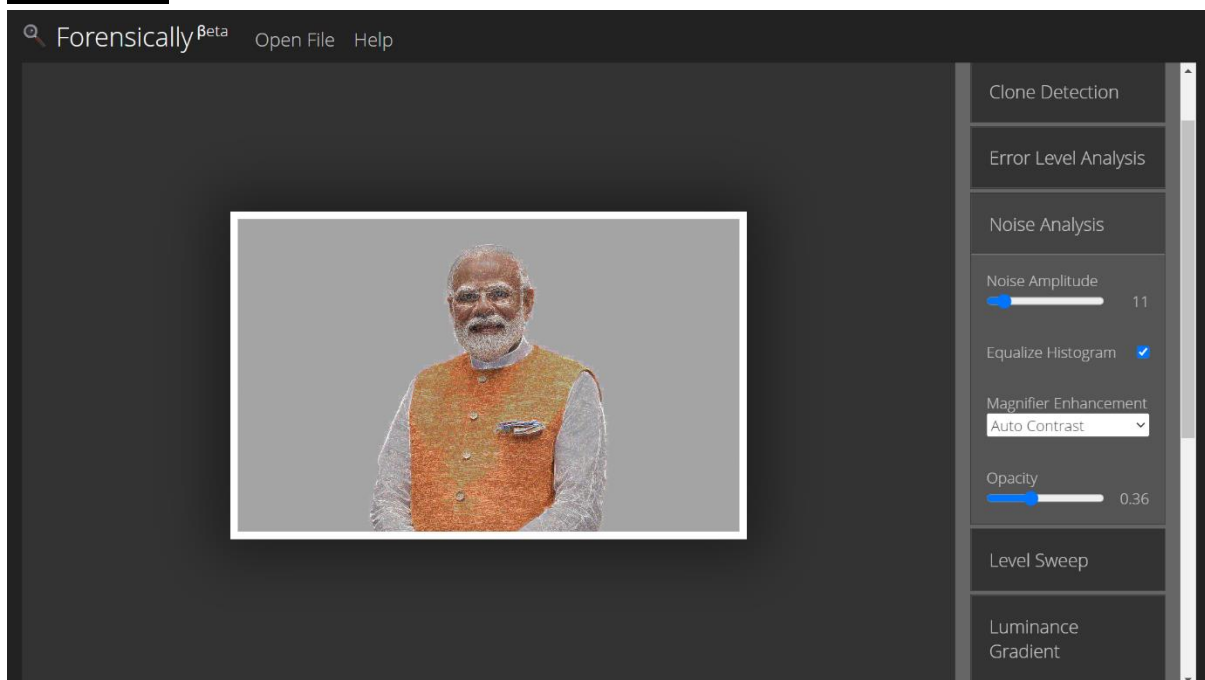 Forensically βeta Open File Help
Clone Detection
Error Level Analysis
Noise Analysis
Noise Amplitude
11
Equalize Histogram
Magnifier Enhancement
Auto Contrast
Opacity
0.36
Level Sweep
Luminance
Gradient